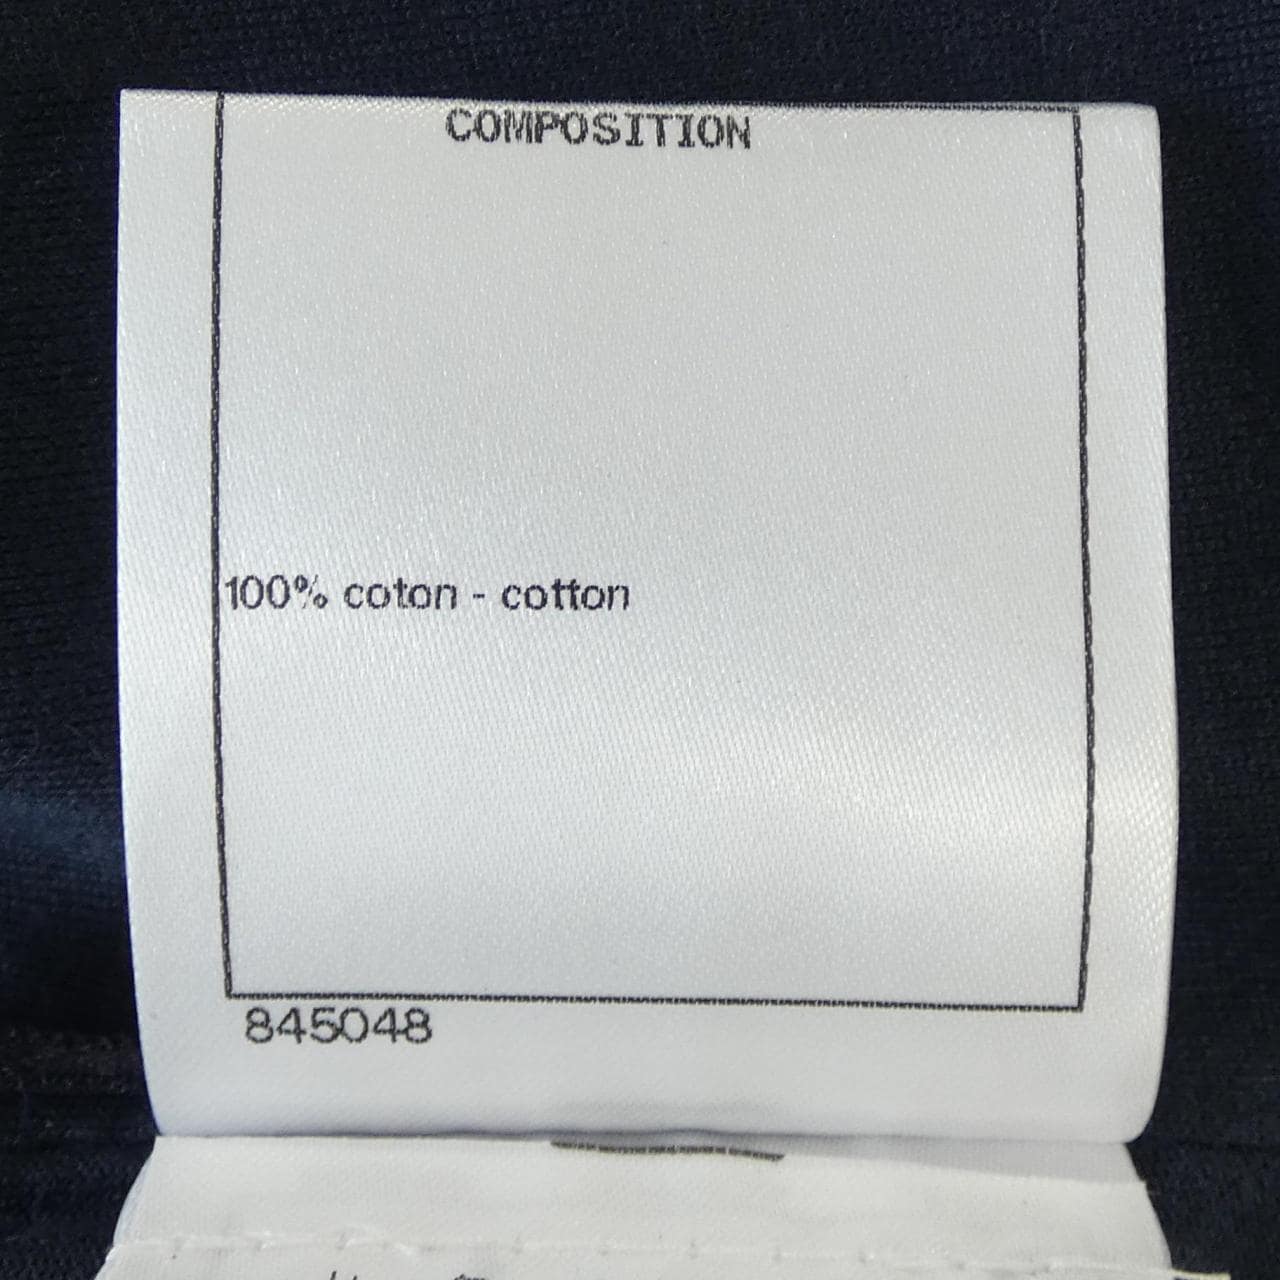 COMPOSITION
100% coton - cotton
845048